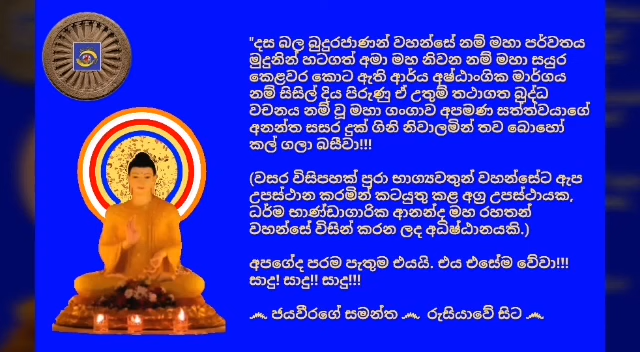 "දස බල බුදුරජාණන් වහන්සේ නම් මහා පර්වතය
මුදුනින් හටගත් අමා මහ නිවන නම් මහා සයුර
කෙළවර කොට ඇති ආර්ය අෂ්ඨාංගික මාර්ගය
නම් සිසිල් දිය පිරුණු ඒ උතුම් තථාගත බුද්ධ
වචනය නම් වූ මහා ගංගාව අපමණ සත්ත්වයාගේ
අනන්ත සසර දුක් ගිනි නිවාලමින් තව බොහෝ
කල් ගලා බසීවා!!!
(වසර විසිපහක් පුරා භාග්‍යවතුන් වහන්සේට ඇප
උපස්ථාන කරමින් කටයුතු කළ අග්‍ර උපස්ථායක,
ධර්ම භාණ්ඩාගාරික ආනන්ද මහ රහතන්
වහන්සේ විසින් කරන ලද අධිෂ්ඨානයකි.)
අපගේද පරම පැතුම එයයි. එය එසේම වේවා!!!
සාදු! සාදු!! සාදු!!!
෴ ජයවීරගේ සමන්ත ෴ රුසියාවේ සිට ෴